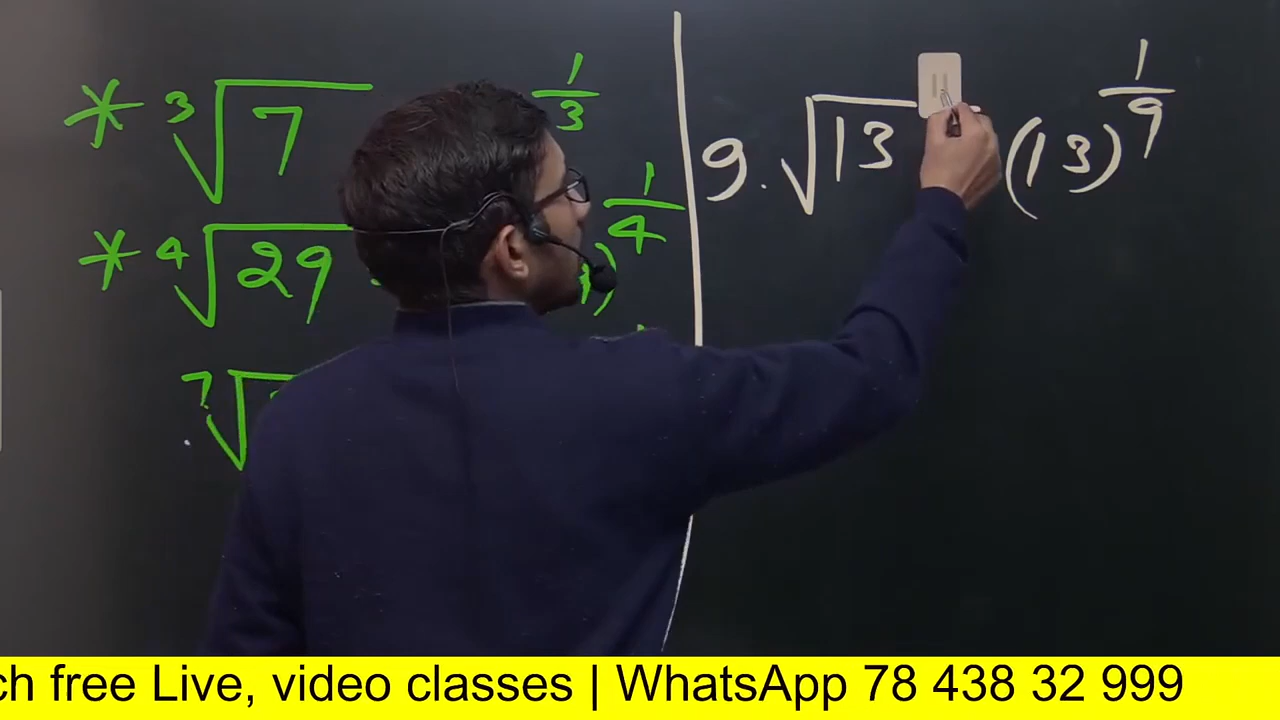 * ³√7 1/3
* ⁴√29 ) 1/4
⁷√
9. √13 (13)^1/9
ch free Live, video classes | WhatsApp 78 438 32 999